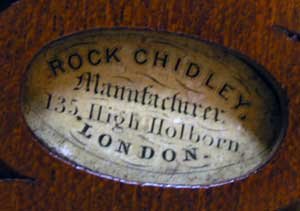 ROCK CHIDLEY,
Manufacturer.
135, High Holborn,
LONDON.